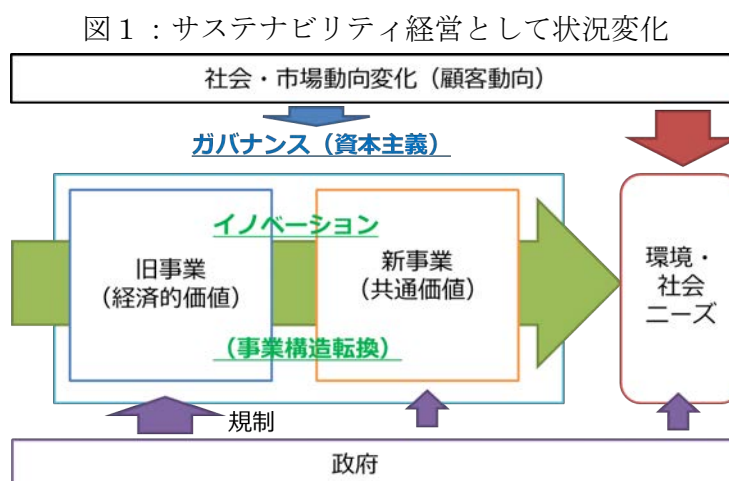 図１：サステナビリティ経営として状況変化
社会・市場動向変化（顧客動向）
ガバナンス（資本主義）
イノベーション
旧事業
（経済的価値）
新事業
（共通価値）
環境・
社会
ニーズ
（事業構造転換）
規制
政府